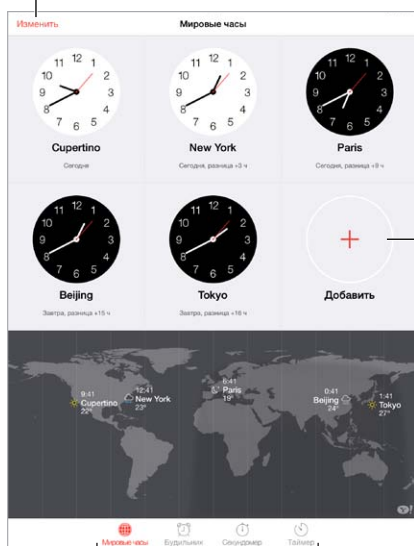 Изменить
Мировые часы
Cupertino
New York
Paris
Сегодня
Сегодня, разница +3 ч
Сегодня, разница +9 ч
Beijing
Tokyo
Добавить
Завтра, разница +15 ч
Завтра, разница +16 ч
9:41
Cupertino
22°
12:41
New York
23°
6:41
Paris
19°
0:41
Beijing
24°
1:41
Tokyo
27°
Y!
Мировые часы
Будильник
Секундомер
Таймер